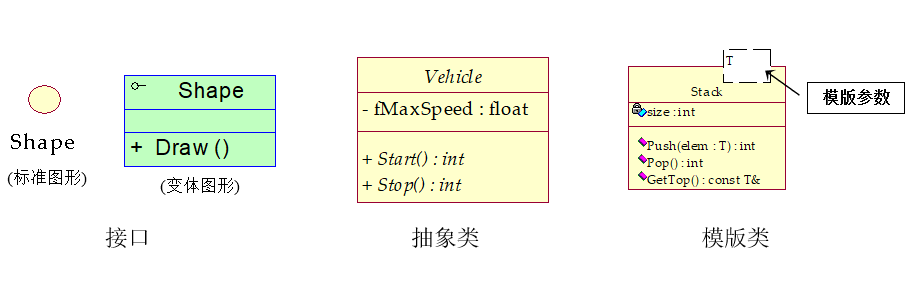 Shape
(标准图形)
Shape
+ Draw ()
(变体图形)
接口
Vehicle
- fMaxSpeed : float
+ Start() : int
+ Stop() : int
抽象类
T
Stack
size : int
Push(elem : T) : int
Pop() : int
GetTop() : const T&
模版参数
模版类